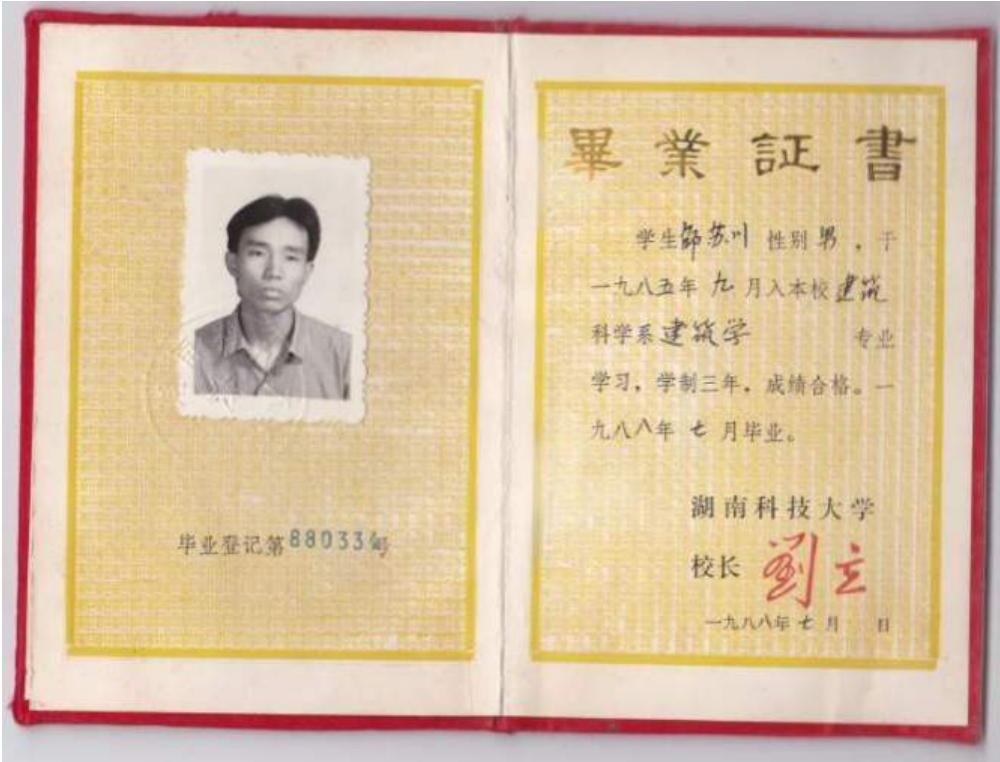 毕业登记第880334号
畢業証書
学生邹苏川 性别 男 ，于
一九八五年 九 月入本校 建筑
科学系 建筑学 专业
学习，学制三年，成绩合格。一
九八八年 七 月毕业。
湖南科技大学
校长 劉立
一九八八年 七 月 日